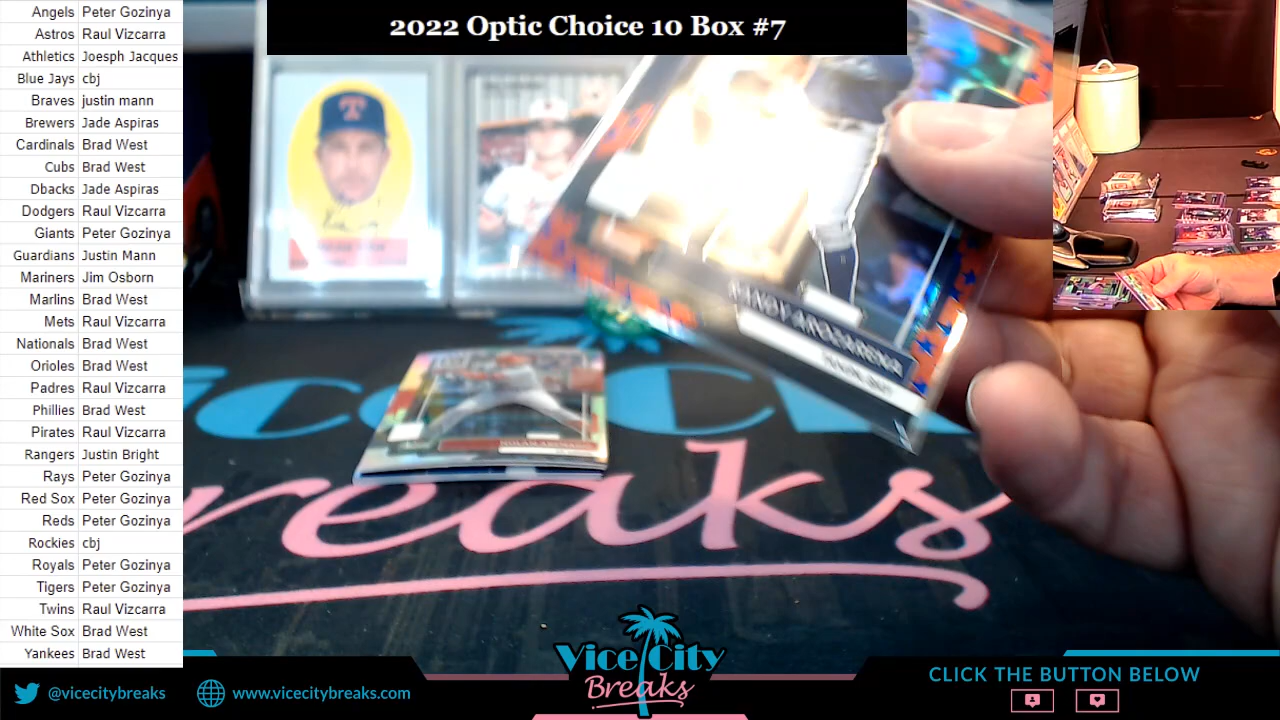 2022 Optic Choice 10 Box #7
Angels Peter Gozinya
Astros Raul Vizcarra
Athletics Joesph Jacques
Blue Jays cbj
Braves justin mann
Brewers Jade Aspiras
Cardinals Brad West
Cubs Brad West
Dbacks Jade Aspiras
Dodgers Raul Vizcarra
Giants Peter Gozinya
Guardians Justin Mann
Mariners Jim Osborn
Marlins Brad West
Mets Raul Vizcarra
Nationals Brad West
Orioles Brad West
Padres Raul Vizcarra
Phillies Brad West
Pirates Raul Vizcarra
Rangers Justin Bright
Rays Peter Gozinya
Red Sox Peter Gozinya
Reds Peter Gozinya
Rockies cbj
Royals Peter Gozinya
Tigers Peter Gozinya
Twins Raul Vizcarra
White Sox Brad West
Yankees Brad West
T
RANDY AROZARENA
breaks
@vicecitybreaks
www.vicecitybreaks.com
Vice City
Breaks
CLICK THE BUTTON BELOW